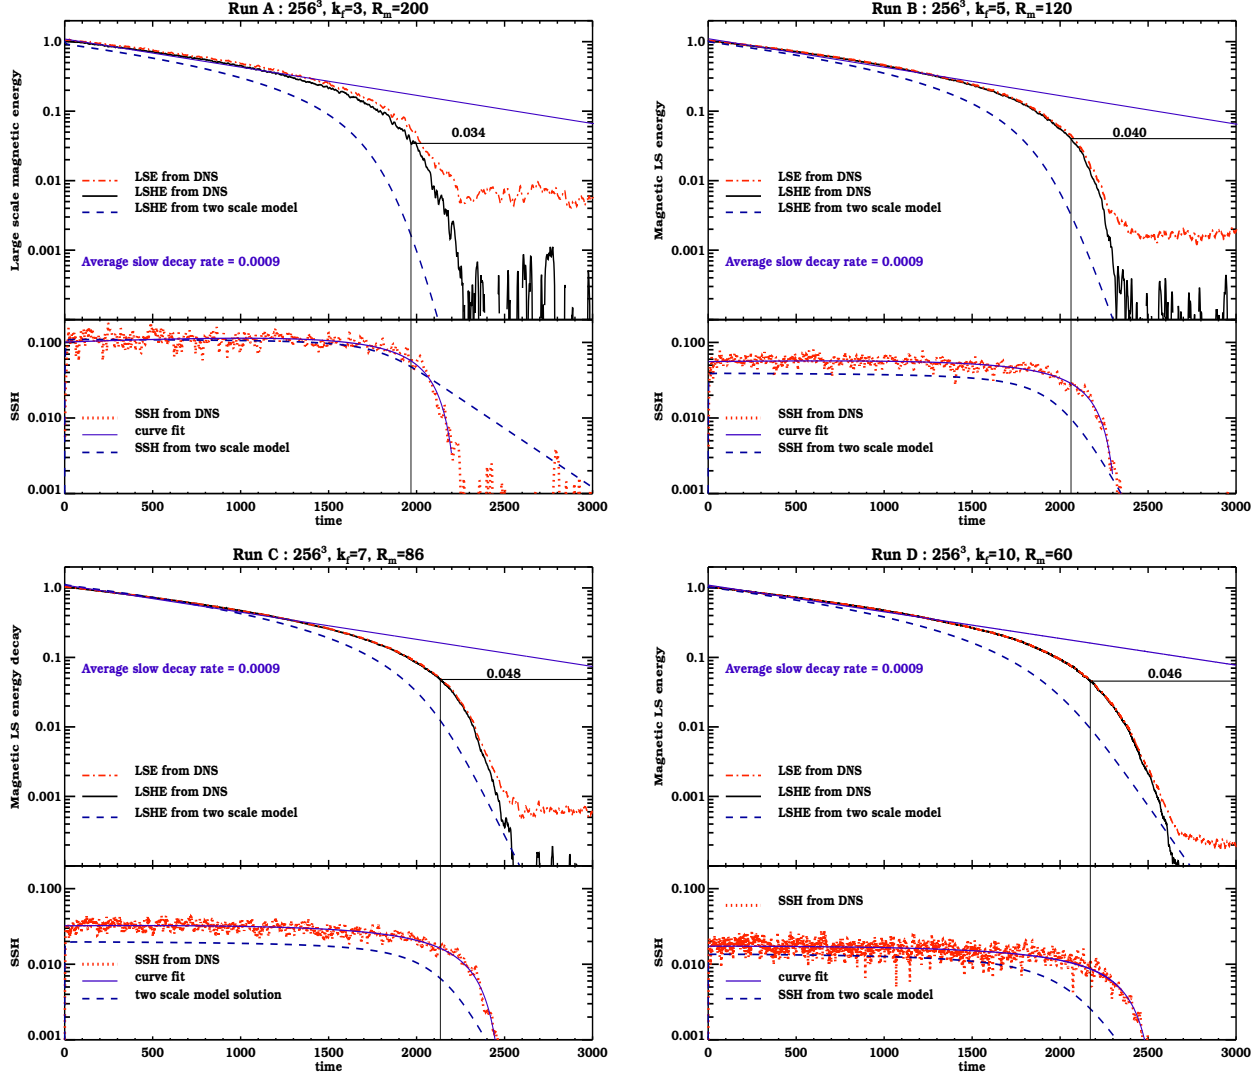 Run A : 256³, k_f=3, R_m=200
Large scale magnetic energy
1.0
0.1
0.01
0.001
0.034
LSE from DNS
LSHE from DNS
LSHE from two scale model
Average slow decay rate = 0.0009
SSH
0.100
0.010
0.001
SSH from DNS
curve fit
SSH from two scale model
0 500 1000 1500 2000 2500 3000
time
Run B : 256³, k_f=5, R_m=120
Magnetic LS energy
1.0
0.1
0.01
0.001
0.040
LSE from DNS
LSHE from DNS
LSHE from two scale model
Average slow decay rate = 0.0009
SSH
0.100
0.010
0.001
SSH from DNS
curve fit
SSH from two scale model
0 500 1000 1500 2000 2500 3000
time
Run C : 256³, k_f=7, R_m=86
Magnetic LS energy decay
1.0
0.1
0.01
0.001
Average slow decay rate = 0.0009
0.048
LSE from DNS
LSHE from DNS
LSHE from two scale model
SSH
0.100
0.010
0.001
SSH from DNS
curve fit
two scale model solution
0 500 1000 1500 2000 2500 3000
time
Run D : 256³, k_f=10, R_m=60
Magnetic LS energy
1.0
0.1
0.01
0.001
Average slow decay rate = 0.0009
0.046
LSE from DNS
LSHE from DNS
LSHE from two scale model
SSH
0.100
0.010
0.001
SSH from DNS
curve fit
SSH from two scale model
0 500 1000 1500 2000 2500 3000
time